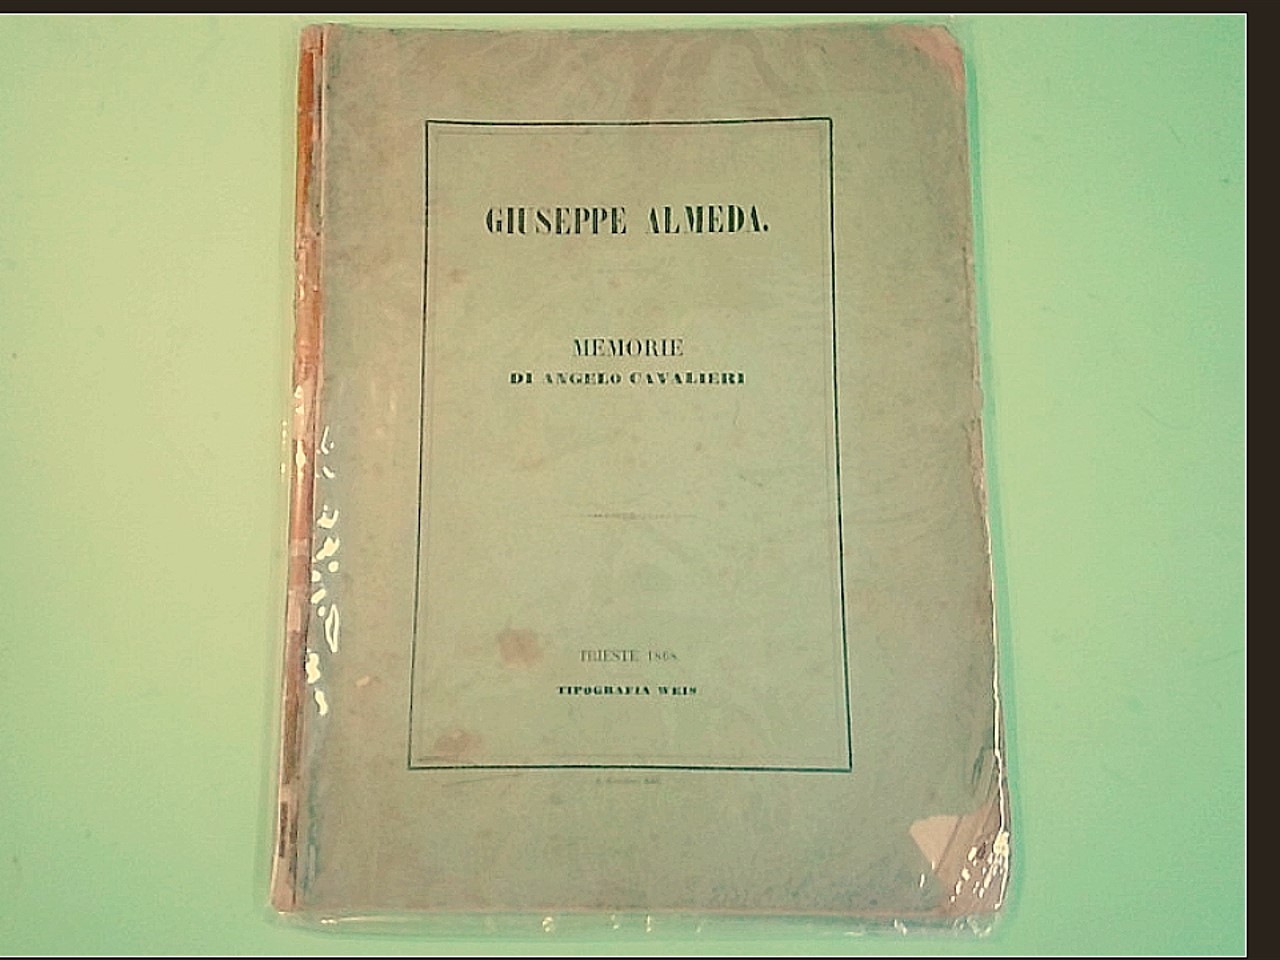 GIUSEPPE ALMEDA.
MEMORIE
DI ANGELO CAVALIERI
TRIESTE 1868.
TIPOGRAFIA WEIS